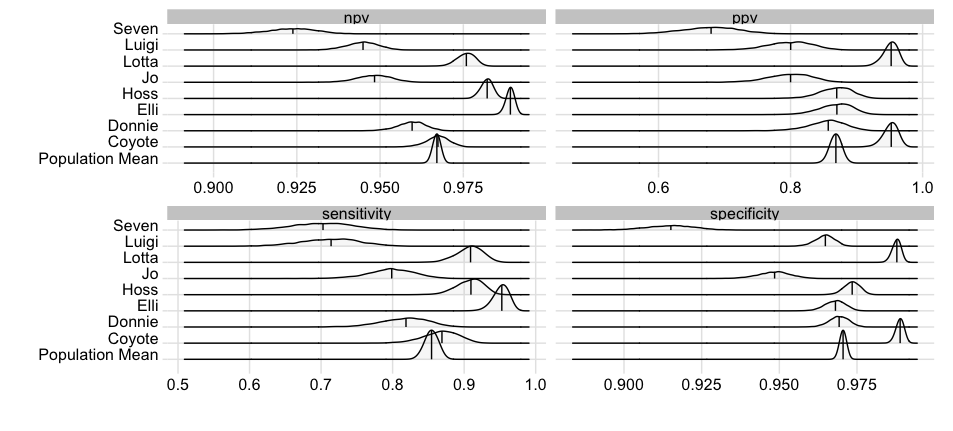 npv
ppv
Seven
Luigi
Lotta
Jo
Hoss
Elli
Donnie
Coyote
Population Mean
0.900 0.925 0.950 0.975
0.6 0.8 1.0
sensitivity
specificity
Seven
Luigi
Lotta
Jo
Hoss
Elli
Donnie
Coyote
Population Mean
0.5 0.6 0.7 0.8 0.9 1.0
0.900 0.925 0.950 0.975